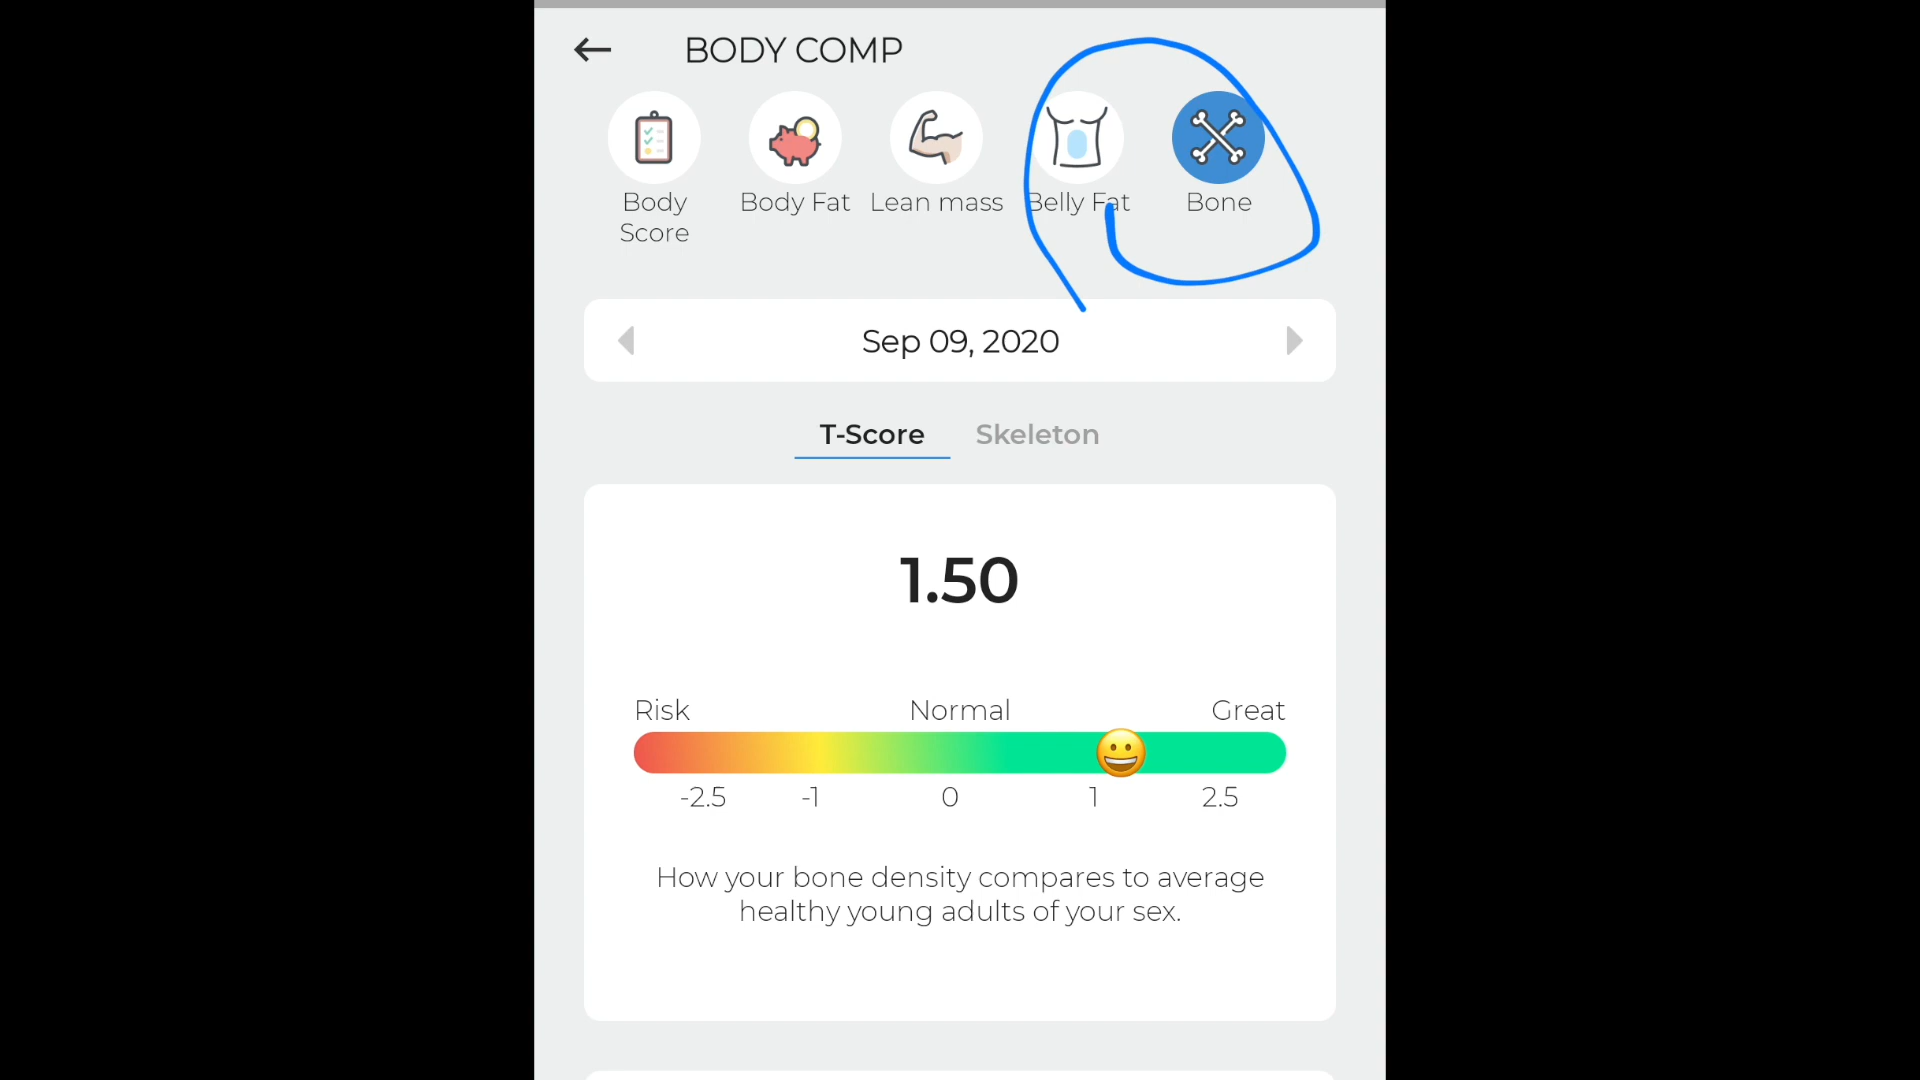 BODY COMP
Body Score
Body Fat
Lean mass
Belly Fat
Bone
Sep 09, 2020
T-Score
Skeleton
1.50
Risk
Normal
Great
-2.5
-1
0
1
2.5
How your bone density compares to average
healthy young adults of your sex.